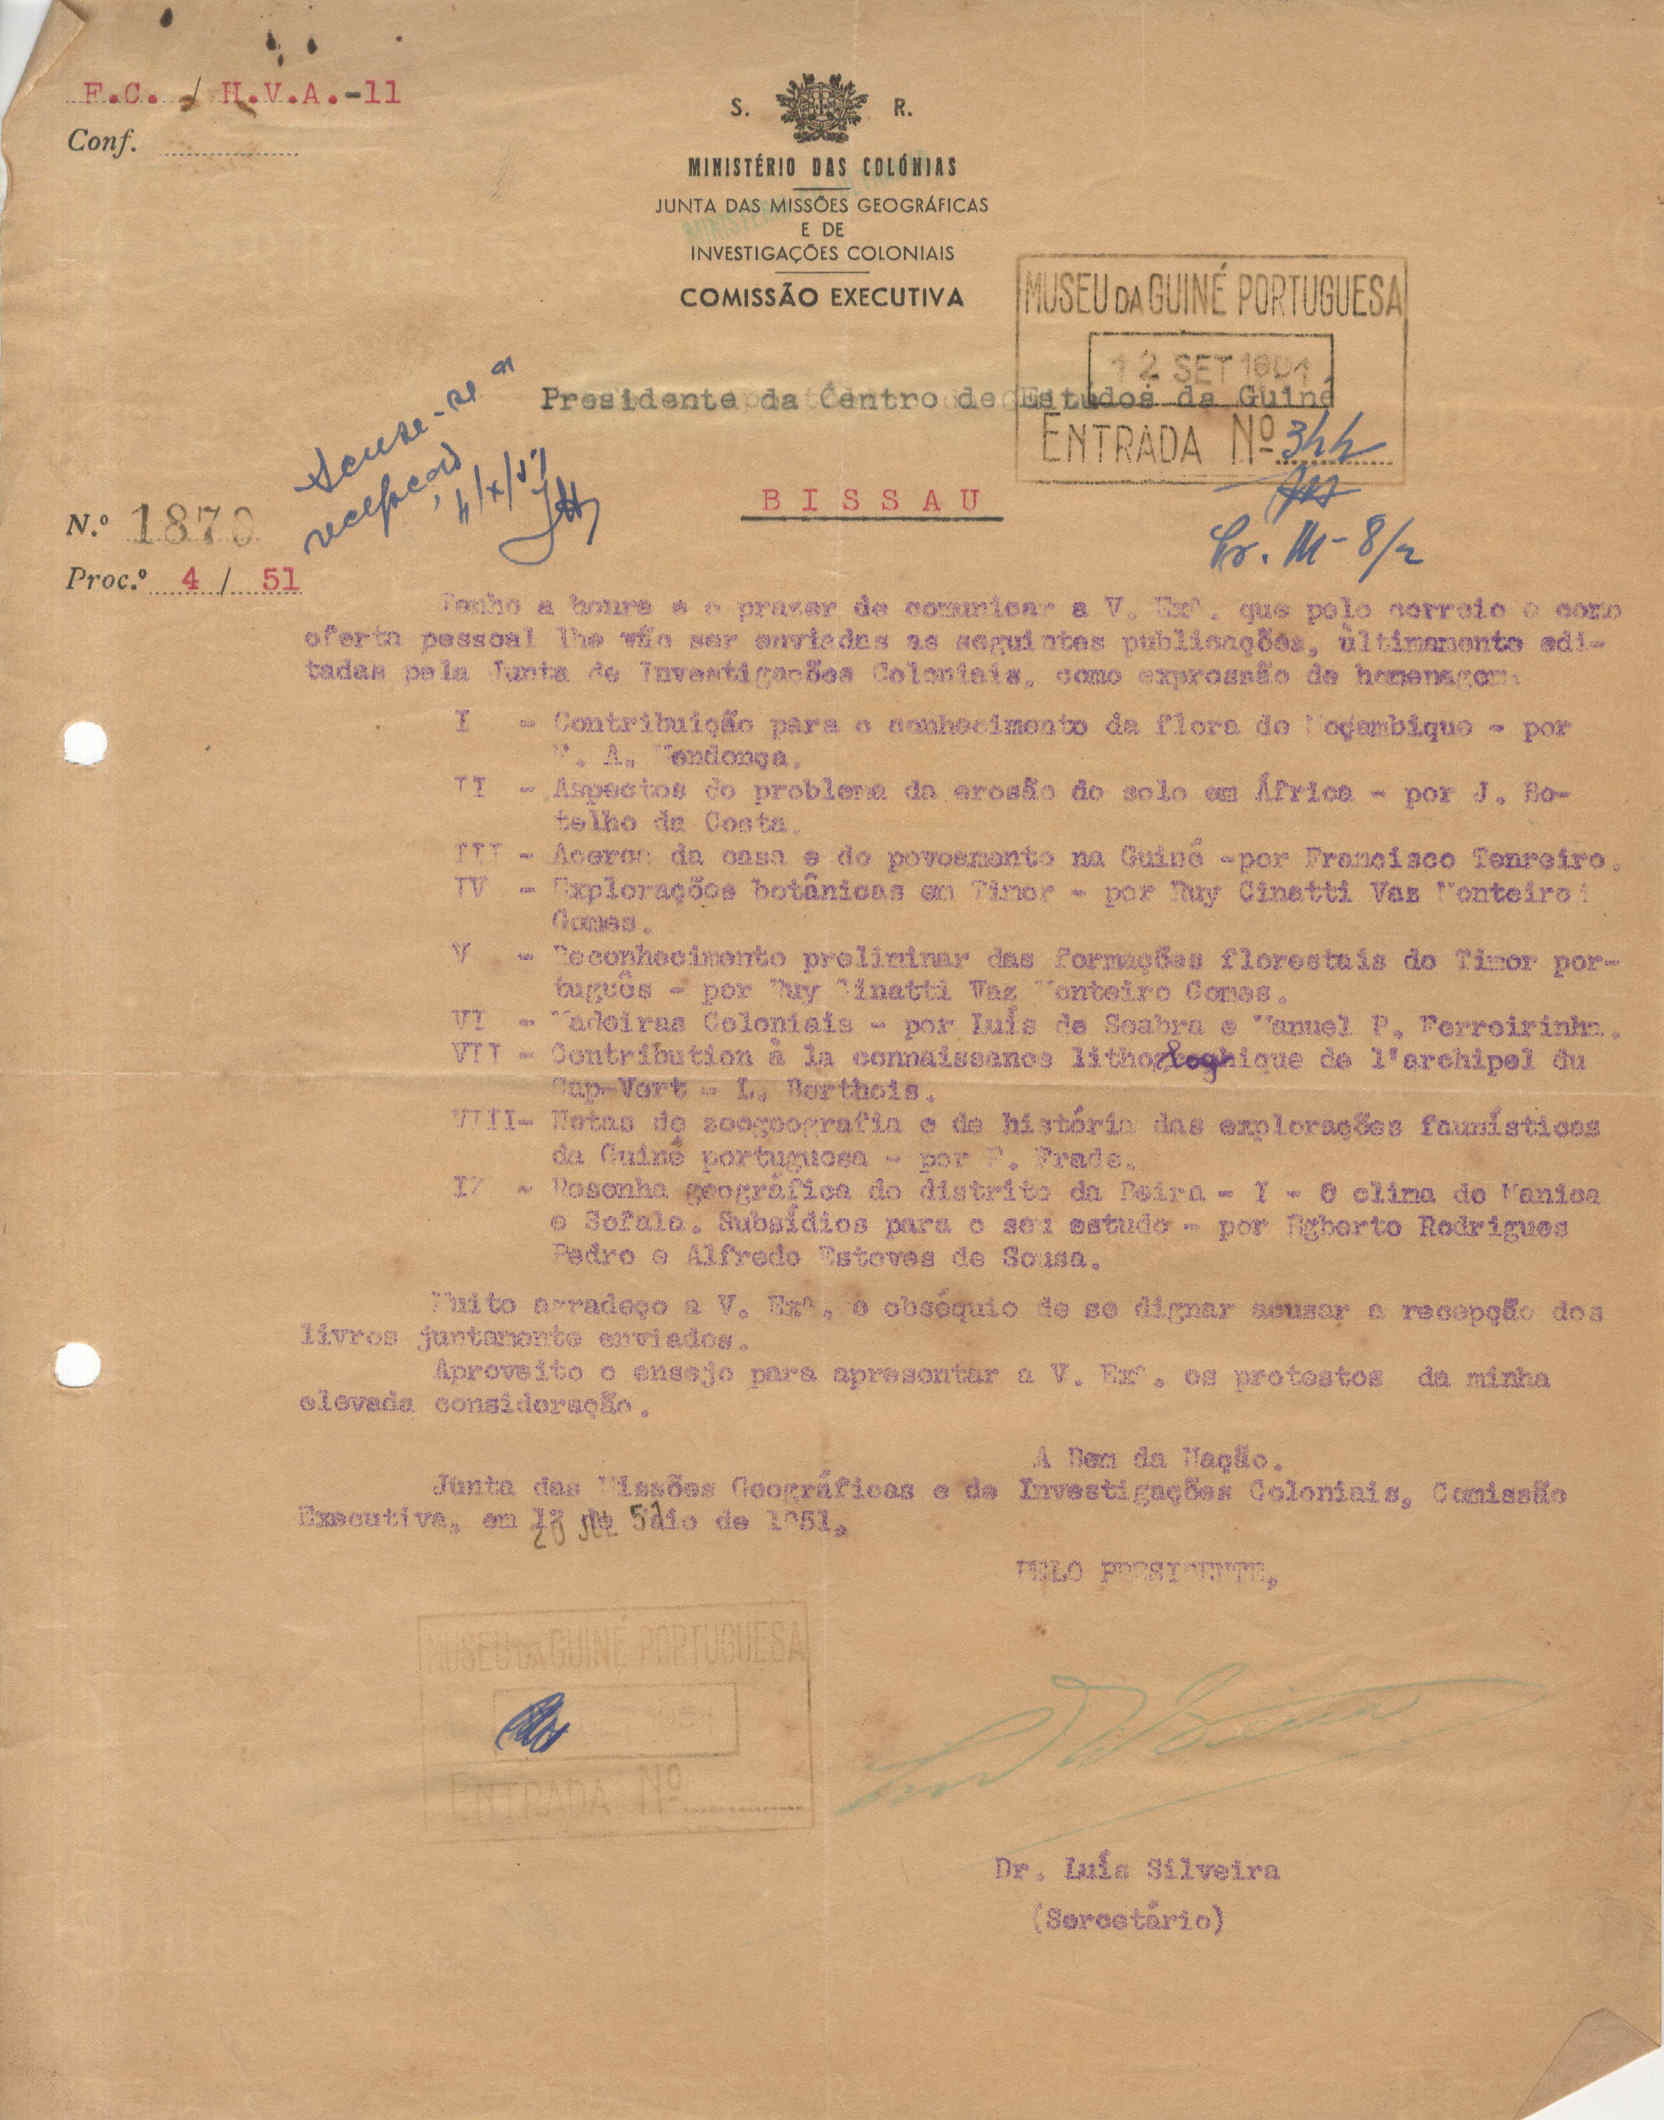 F.C. / H.V.A.-11
Conf.
S. R.
MINISTÉRIO DAS COLÓNIAS
JUNTA DAS MISSÕES GEOGRÁFICAS
E DE
INVESTIGAÇÕES COLONIAIS
COMISSÃO EXECUTIVA
MUSEU DA GUINÉ PORTUGUESA
12 SET 1951
Presidente da Centro de Estudos da Guiné
ENTRADA Nº 344
Acuse-se a
recepção
4/X/51
BISSAU
N.º 1870
Proc.º 4 / 51
Tenho a honra e o prazer de comunicar a V. Exª. que pelo correio e como
oferta pessoal lhe vão ser enviadas as seguintes publicações, ùltimamente edi-
tadas pela Junta de Investigações Coloniais, como expressão de homenagem
I - Contribuição para o conhecimento da flora de Moçambique - por
A. Mendonça.
II - Aspectos do problema da erosão do solo em África - por J. Bo-
telho da Costa.
III - Acerca da casa e do povoamento na Guiné -por Francisco Tenreiro.
IV - Explorações botânicas em Timor - por Ruy Cinatti Vaz Monteiro
Gomes.
V - Reconhecimento preliminar das formações florestais do Timor por-
tuguês - por Ruy Cinatti Vaz Monteiro Gomes.
VI - Madeiras Coloniais - por Luís de Seabra e Manuel P. Ferreirinha.
VII - Contribution à la connaissance lithologique de l'archipel du
Cap-Vert - L. Berthois.
VIII- Notas de zoogeografia e de história das explorações faunísticas
da Guiné portuguesa - por F. Frade.
IX - Resenha geográfica do distrito da Beira - I - O clima de Manica
e Sofala. Subsídios para o seu estudo - por Egberto Rodrigues
Pedro e Alfredo Esteves de Sousa.
Muito agradeço a V. Exª. o obséquio de se dignar acusar a recepção dos
livros juntamente enviados.
Aproveito o ensejo para apresentar a V. Exª. os protestos da minha
elevada consideração.
A Bem da Nação.
Junta das Missões Geográficas e de Investigações Coloniais, Comissão
Executiva, em de Maio de 1951.
PELO PRESIDENTE,
MUSEU DA GUINÉ PORTUGUESA
ENTRADA Nº
Dr. Luís Silveira
(Sercetário)